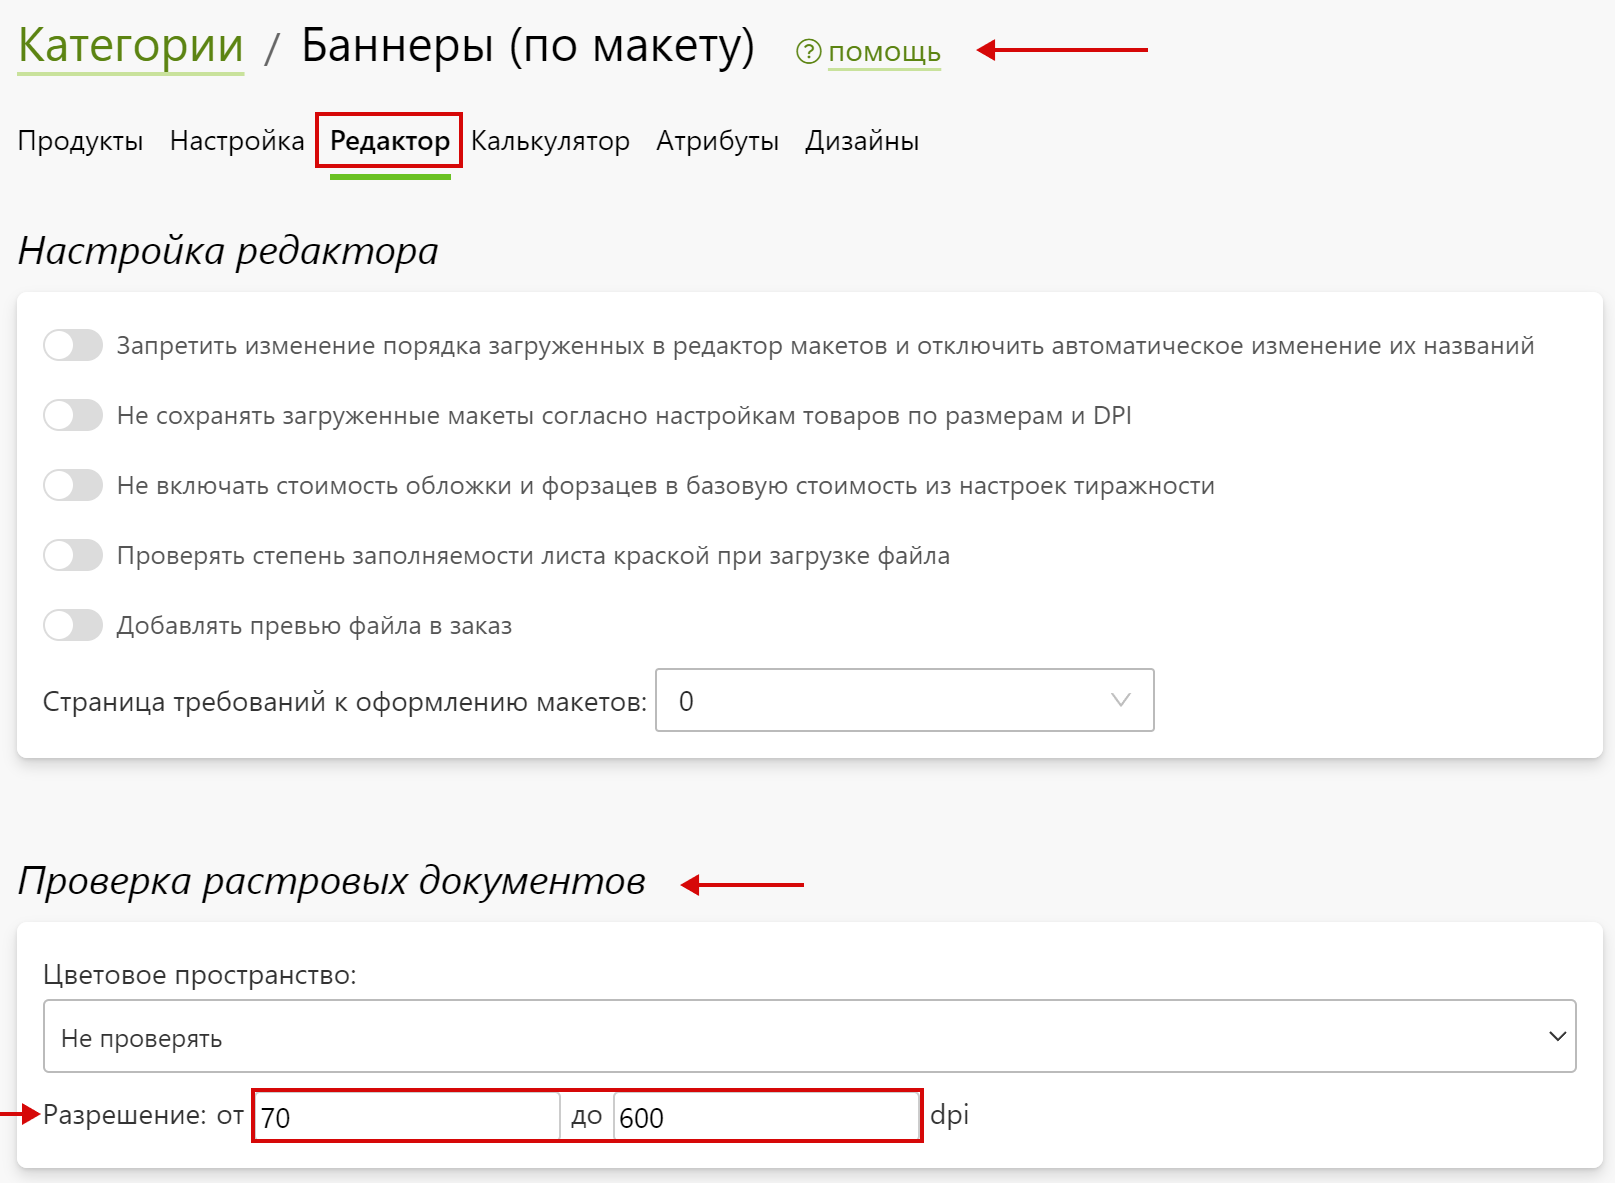 Категории / Баннеры (по макету) ? помощь
Продукты Настройка Редактор Калькулятор Атрибуты Дизайны
Настройка редактора
Запретить изменение порядка загруженных в редактор макетов и отключить автоматическое изменение их названий
Не сохранять загруженные макеты согласно настройкам товаров по размерам и DPI
Не включать стоимость обложки и форзацев в базовую стоимость из настроек тиражности
Проверять степень заполняемости листа краской при загрузке файла
Добавлять превью файла в заказ
Страница требований к оформлению макетов: 0
Проверка растровых документов
Цветовое пространство:
Не проверять
Разрешение: от 70 до 600 dpi